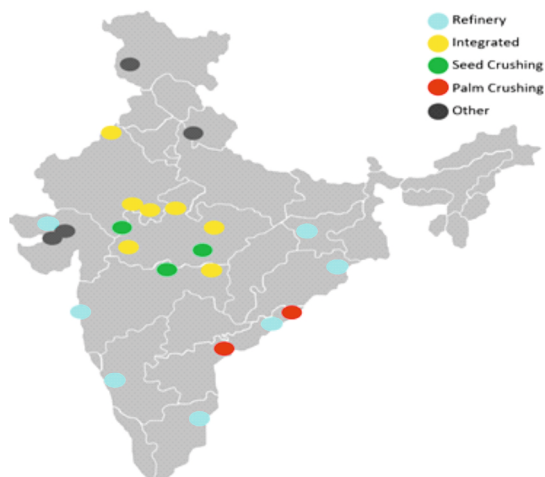 Refinery
Integrated
Seed Crushing
Palm Crushing
Other